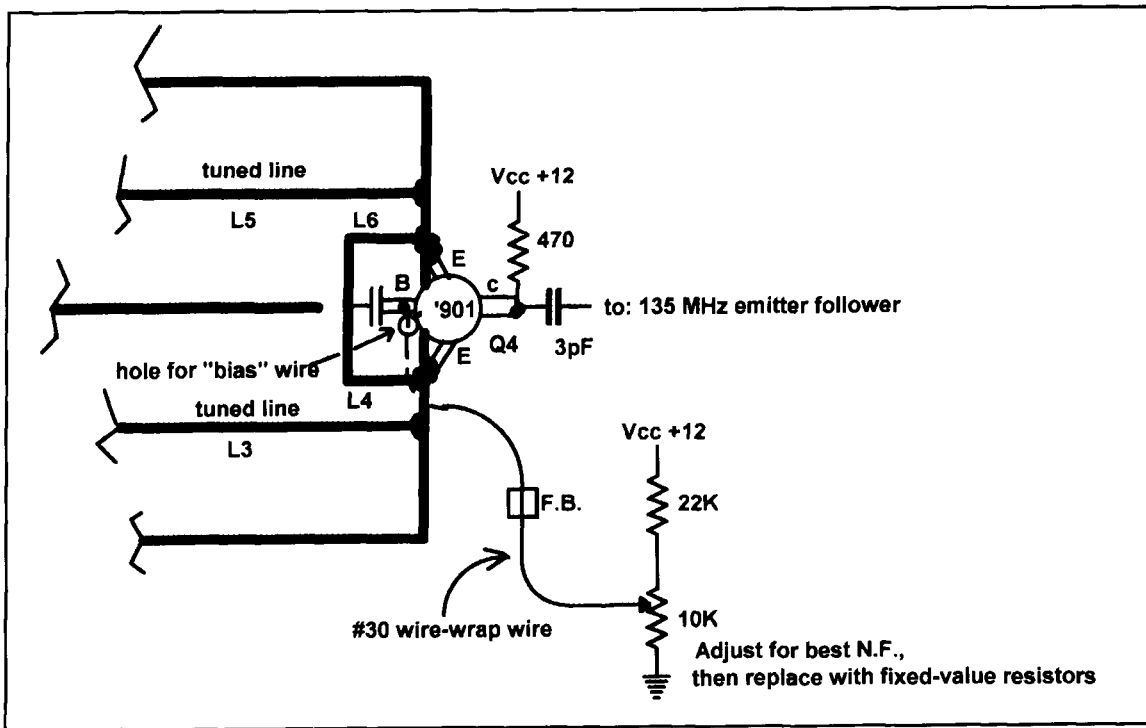 tuned line
L5
Vcc +12
470
L6
E
B
c
'901
to: 135 MHz emitter follower
Q4
3pF
E
hole for "bias" wire
L4
tuned line
L3
Vcc +12
F.B.
22K
#30 wire-wrap wire
10K
Adjust for best N.F.,
then replace with fixed-value resistors